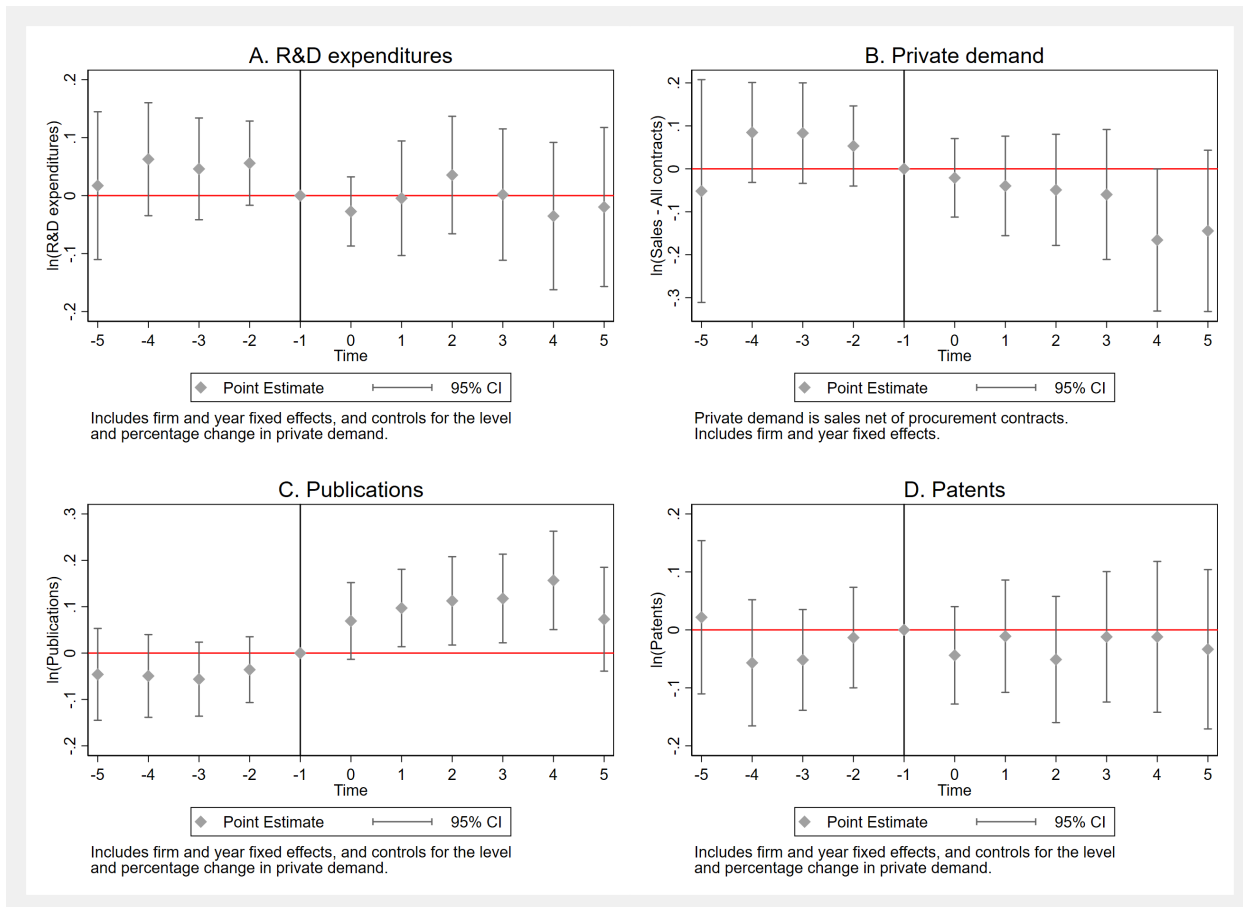 A. R&D expenditures
ln(R&D expenditures)
.2
.1
0
-.1
-.2
-5 -4 -3 -2 -1 0 1 2 3 4 5
Time
Point Estimate 95% CI
Includes firm and year fixed effects, and controls for the level
and percentage change in private demand.
B. Private demand
ln(Sales - All contracts)
.2
.1
0
-.1
-.2
-.3
-5 -4 -3 -2 -1 0 1 2 3 4 5
Time
Point Estimate 95% CI
Private demand is sales net of procurement contracts.
Includes firm and year fixed effects.
C. Publications
ln(Publications)
.3
.2
.1
0
-.1
-.2
-5 -4 -3 -2 -1 0 1 2 3 4 5
Time
Point Estimate 95% CI
Includes firm and year fixed effects, and controls for the level
and percentage change in private demand.
D. Patents
ln(Patents)
.2
.1
0
-.1
-.2
-5 -4 -3 -2 -1 0 1 2 3 4 5
Time
Point Estimate 95% CI
Includes firm and year fixed effects, and controls for the level
and percentage change in private demand.